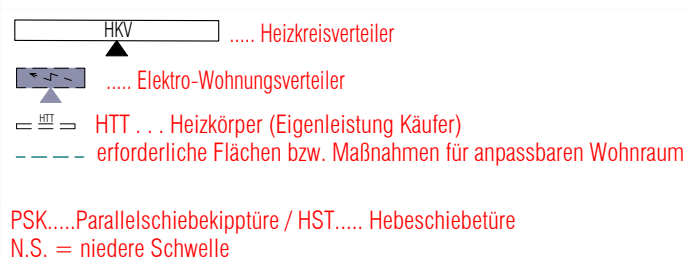 HKV ..... Heizkreisverteiler
..... Elektro-Wohnungsverteiler
HTT HTT . . . Heizkörper (Eigenleistung Käufer)
erforderliche Flächen bzw. Maßnahmen für anpassbaren Wohnraum
PSK.....Parallelschiebekipptüre / HST..... Hebeschiebetüre
N.S. = niedere Schwelle